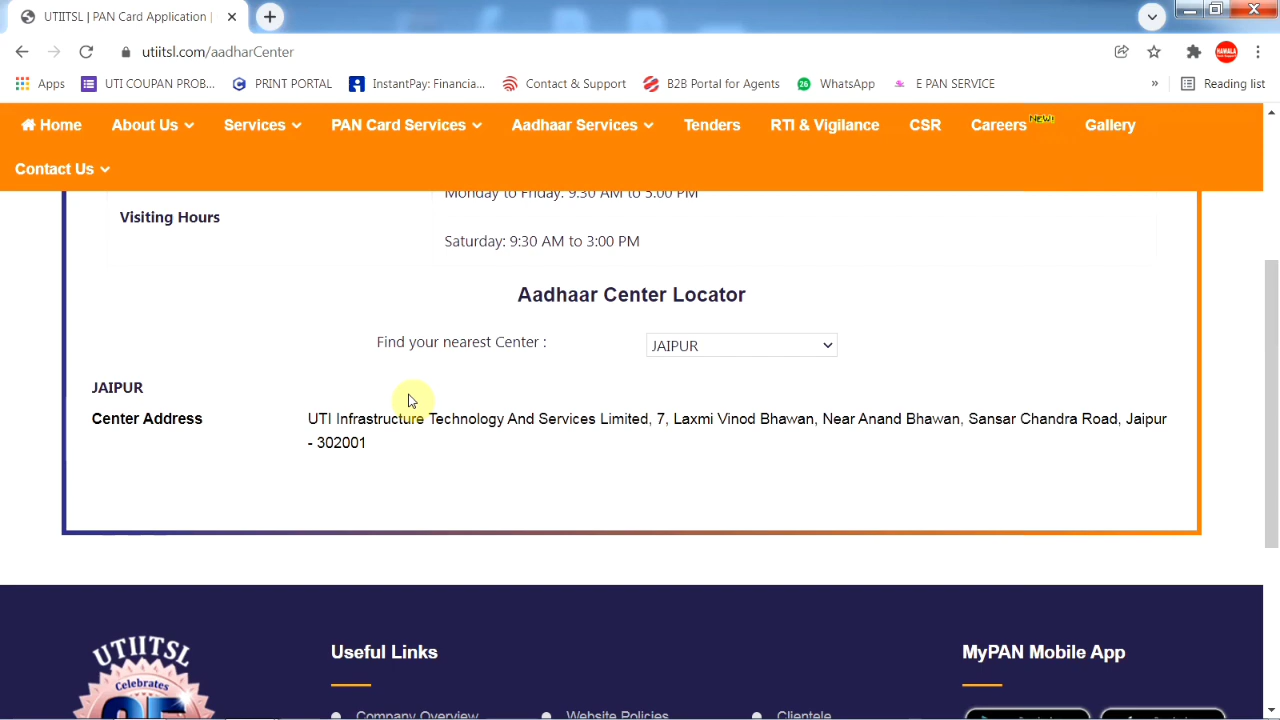 UTIITSL | PAN Card Application |
utiitsl.com/aadharCenter
Apps UTI COUPAN PROB... PRINT PORTAL InstantPay: Financia... Contact & Support B2B Portal for Agents 26 WhatsApp E PAN SERVICE » Reading list
Home About Us Services PAN Card Services Aadhaar Services Tenders RTI & Vigilance CSR Careers NEW! Gallery
Contact Us
Monday to Friday: 9.30 AM to 5:00 PM
Visiting Hours
Saturday: 9:30 AM to 3:00 PM
Aadhaar Center Locator
Find your nearest Center : JAIPUR
JAIPUR
Center Address UTI Infrastructure Technology And Services Limited, 7, Laxmi Vinod Bhawan, Near Anand Bhawan, Sansar Chandra Road, Jaipur
- 302001
UTIITSL
Celebrates
Useful Links MyPAN Mobile App
Company Overview Website Policies Clientele